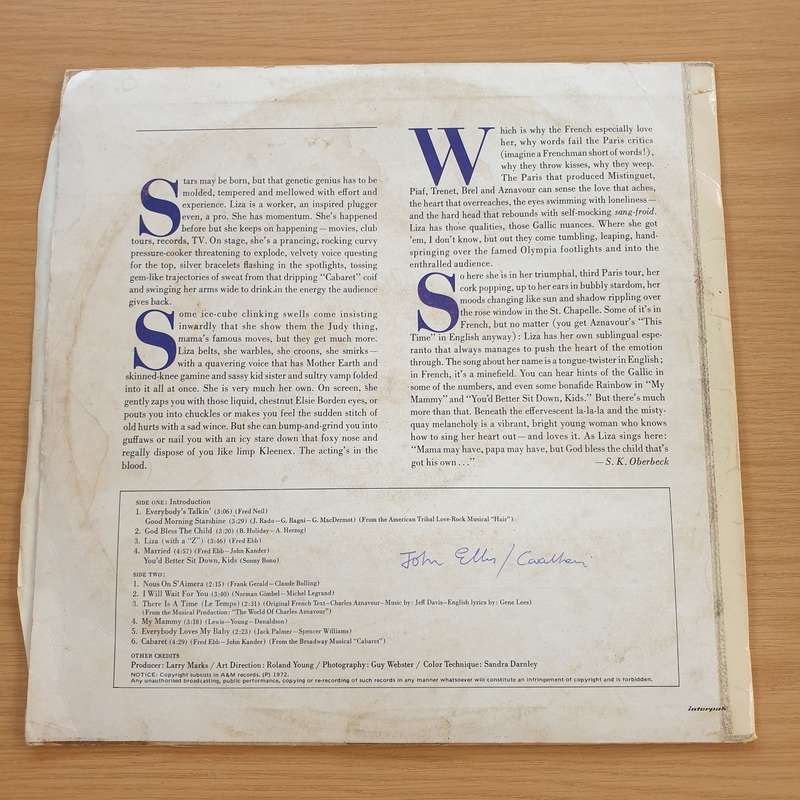 Stars may be born, but that genetic genius has to be
molded, tempered and mellowed with effort and
experience. Liza is a worker, an inspired plugger
even, a pro. She has momentum. She's happened
before but she keeps on happening—movies, club
tours, records, TV. On stage, she's a prancing, rocking curvy
pressure-cooker threatening to explode, velvety voice questing
for the top, silver bracelets flashing in the spotlights, tossing
gem-like trajectories of sweat from that dripping "Cabaret" coif
and swinging her arms wide to drink.in the energy the audience
gives back.
Some ice-cube clinking swells come insisting
inwardly that she show them the Judy thing,
mama's famous moves, but they get much more.
Liza belts, she warbles, she croons, she smirks—
with a quavering voice that has Mother Earth and
skinned-knee gamine and sassy kid sister and sultry vamp folded
into it all at once. She is very much her own. On screen, she
gently zaps you with those liquid, chestnut Elsie Borden eyes, or
pouts you into chuckles or makes you feel the sudden stitch of
old hurts with a sad wince. But she can bump-and-grind you into
guffaws or nail you with an icy stare down that foxy nose and
regally dispose of you like limp Kleenex. The acting's in the
blood.
Which is why the French especially love
her, why words fail the Paris critics
(imagine a Frenchman short of words!),
why they throw kisses, why they weep.
The Paris that produced Mistinguet,
Piaf, Trenet, Brel and Aznavour can sense the love that aches,
the heart that overreaches, the eyes swimming with loneliness—
and the hard head that rebounds with self-mocking sang-froid.
Liza has those qualities, those Gallic nuances. Where she got
'em, I don't know, but out they come tumbling, leaping, hand-
springing over the famed Olympia footlights and into the
enthralled audience.
So here she is in her triumphal, third Paris tour, her
cork popping, up to her ears in bubbly stardom, her
moods changing like sun and shadow rippling over
the rose window in the St. Chapelle. Some of it's in
French, but no matter (you get Aznavour's "This
Time" in English anyway): Liza has her own sublingual espe-
ranto that always manages to push the heart of the emotion
through. The song about her name is a tongue-twister in English;
in French, it's a minefield. You can hear hints of the Gallic in
some of the numbers, and even some bonafide Rainbow in "My
Mammy" and "You'd Better Sit Down, Kids." But there's much
more than that. Beneath the effervescent la-la-la and the misty-
quay melancholy is a vibrant, bright young woman who knows
how to sing her heart out—and loves it. As Liza sings here:
"Mama may have, papa may have, but God bless the child that's
got his own..." —S. K. Oberbeck
SIDE ONE: Introduction
1. Everybody's Talkin' (3:06) (Fred Neil)
Good Morning Starshine (3:29) (J. Rado—G. Ragni—G. MacDermot) (From the American Tribal Love-Rock Musical "Hair")
2. God Bless The Child (3:20) (B. Holiday—A. Herzog)
3. Liza (with a "Z") (3:46) (Fred Ebb)
4. Married (4:57) (Fred Ebb—John Kander)
You'd Better Sit Down, Kids (Sonny Bono)
John Ellis/
SIDE TWO:
1. Nous On S'Aimera (2:15) (Frank Gerald—Claude Bolling)
2. I Will Wait For You (3:40) (Norman Gimbel—Michel Legrand)
3. There Is A Time (Le Temps) (2:31) (Original French Text—Charles Aznavour—Music by: Jeff Davis—English lyrics by: Gene Lees)
(From the Musical Production: "The World Of Charles Aznavour")
4. My Mammy (3:18) (Lewis—Young—Donaldson)
5. Everybody Loves My Baby (2:23) (Jack Palmer—Spencer Williams)
6. Cabaret (4:29) (Fred Ebb—John Kander) (From the Broadway Musical "Cabaret")
OTHER CREDITS
Producer: Larry Marks / Art Direction: Roland Young / Photography: Guy Webster / Color Technique: Sandra Darnley
NOTICE: Copyright subsists in A&M records. (P) 1972.
Any unauthorised broadcasting, public performance, copying or re-recording of such records in any manner whatsoever will constitute an infringement of copyright and is forbidden.
interpak